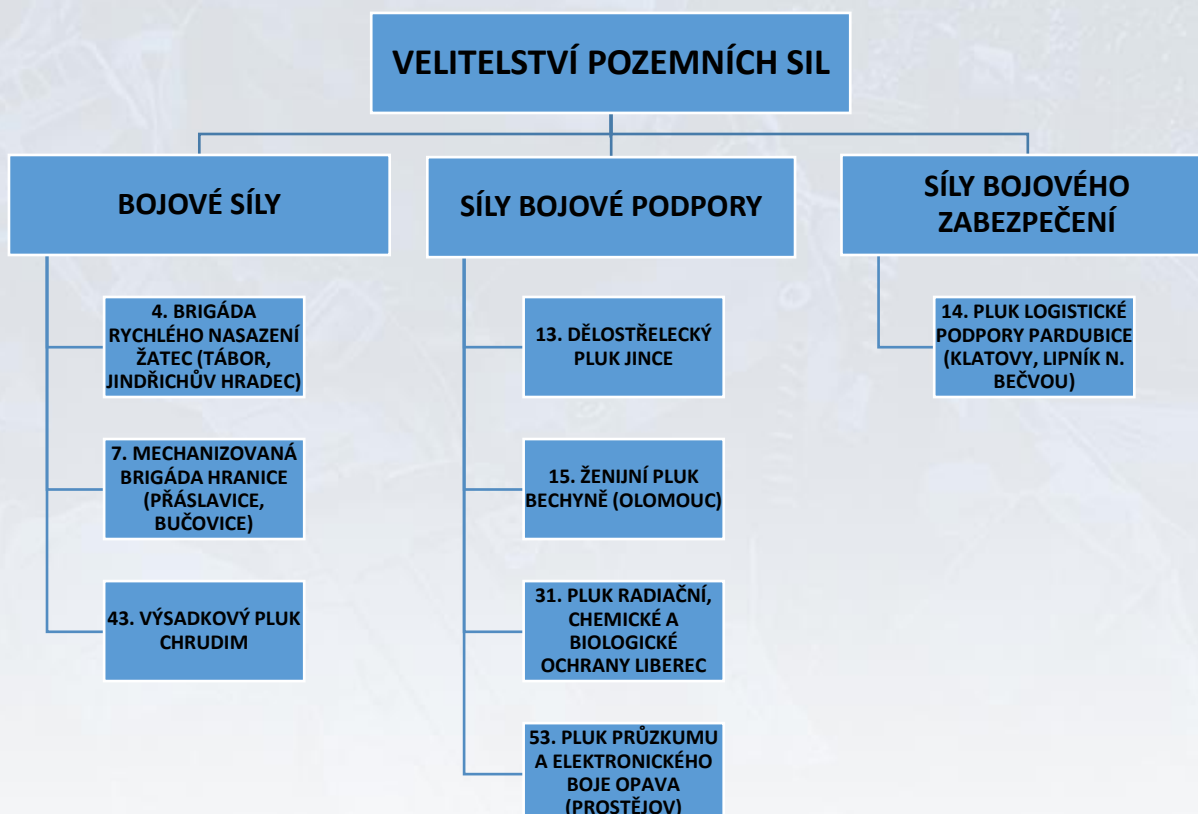 VELITELSTVÍ POZEMNÍCH SIL
BOJOVÉ SÍLY
4. BRIGÁDA
RYCHLÉHO NASAZENÍ
ŽATEC (TÁBOR,
JINDŘICHŮV HRADEC)
7. MECHANIZOVANÁ
BRIGÁDA HRANICE
(PŘÁSLAVICE,
BUČOVICE)
43. VÝSADKOVÝ PLUK
CHRUDIM
SÍLY BOJOVÉ PODPORY
13. DĚLOSTŘELECKÝ
PLUK JINCE
15. ŽENIJNÍ PLUK
BECHYNĚ (OLOMOUC)
31. PLUK RADIAČNÍ,
CHEMICKÉ A
BIOLOGICKÉ
OCHRANY LIBEREC
53. PLUK PRŮZKUMU
A ELEKTRONICKÉHO
BOJE OPAVA
(PROSTĚJOV)
SÍLY BOJOVÉHO
ZABEZPEČENÍ
14. PLUK LOGISTICKÉ
PODPORY PARDUBICE
(KLATOVY, LIPNÍK N.
BEČVOU)